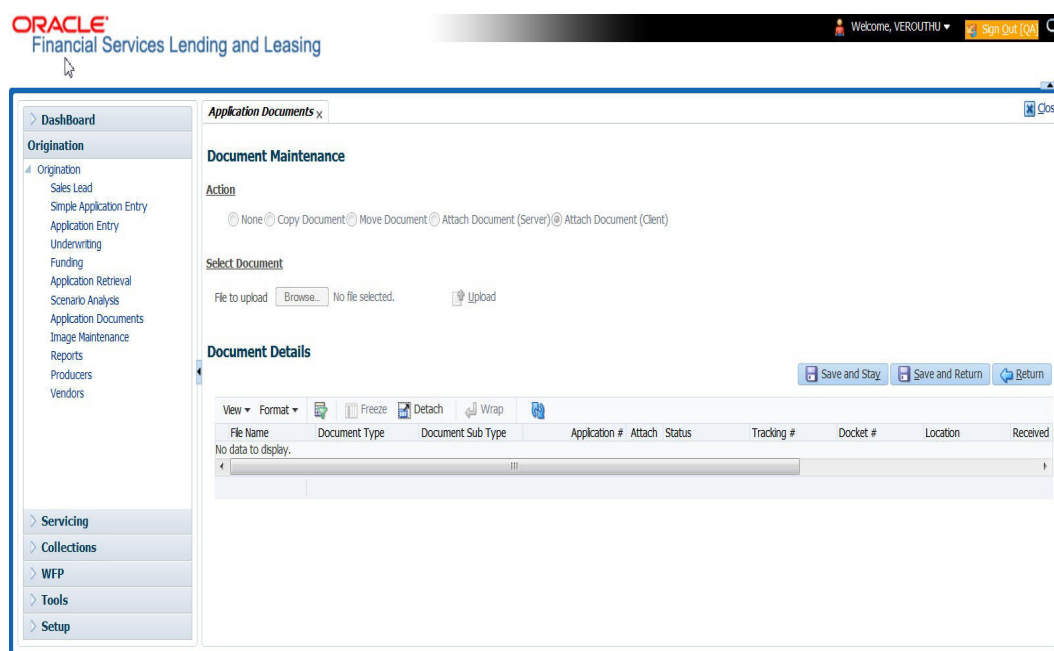 ORACLE
Financial Services Lending and Leasing
Welcome, VEROUTHU
Sign Out [QA]
DashBoard
Origination
Origination
Sales Lead
Simple Application Entry
Application Entry
Underwriting
Funding
Application Retrieval
Scenario Analysis
Application Documents
Image Maintenance
Reports
Producers
Vendors
Servicing
Collections
WFP
Tools
Setup
Application Documents x
Clos
Document Maintenance
Action
None Copy Document Move Document Attach Document (Server) Attach Document (Client)
Select Document
File to upload Browse... No file selected. Upload
Document Details
Save and Stay Save and Return Return
View Format Freeze Detach Wrap
File Name Document Type Document Sub Type Application # Attach Status Tracking # Docket # Location Received
No data to display.